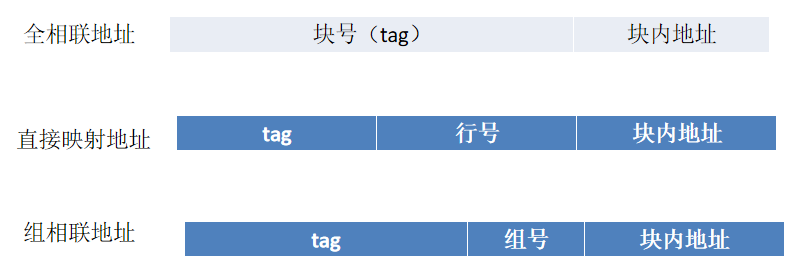 全相联地址 块号（tag） 块内地址
直接映射地址 tag 行号 块内地址
组相联地址 tag 组号 块内地址